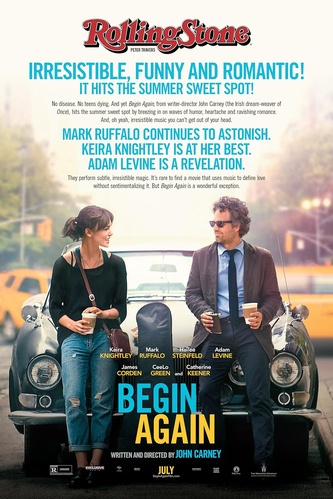 RollingStone
PETER TRAVERS
IRRESISTIBLE, FUNNY AND ROMANTIC!
IT HITS THE SUMMER SWEET SPOT!
No disease. No teens dying. And yet Begin Again, from writer-director John Carney (the Irish dream-weaver of
Once), hits the summer sweet spot by breezing in on waves of humor, heartache and ravishing romance.
And, oh yeah, irresistible music you can't get out of your head.
MARK RUFFALO CONTINUES TO ASTONISH.
KEIRA KNIGHTLEY IS AT HER BEST.
ADAM LEVINE IS A REVELATION.
They perform subtle, irresistible magic. It's rare to find a movie that uses music to define love
without sentimentalizing it. But Begin Again is a wonderful exception.
Keira KNIGHTLEY Mark RUFFALO Hailee STEINFELD Adam LEVINE
James CORDEN CeeLo GREEN and Catherine KEENER
BEGIN
AGAIN
WRITTEN AND DIRECTED BY JOHN CARNEY
R
JULY